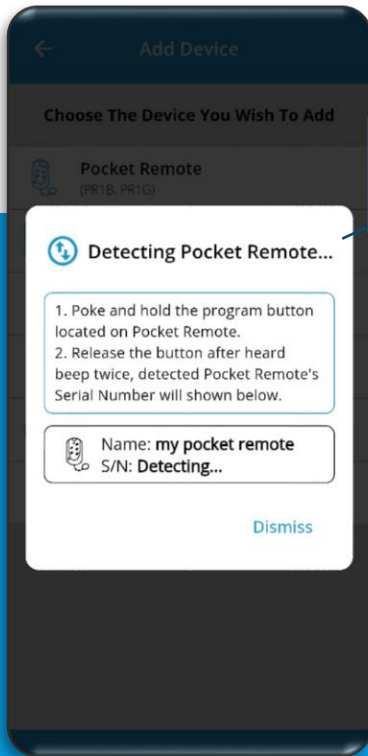 Add Device
Choose The Device You Wish To Add
Pocket Remote
(PR1B, PR1G)
Detecting Pocket Remote...
1. Poke and hold the program button
located on Pocket Remote.
2. Release the button after heard
beep twice, detected Pocket Remote's
Serial Number will shown below.
Name: my pocket remote
S/N: Detecting...
Dismiss